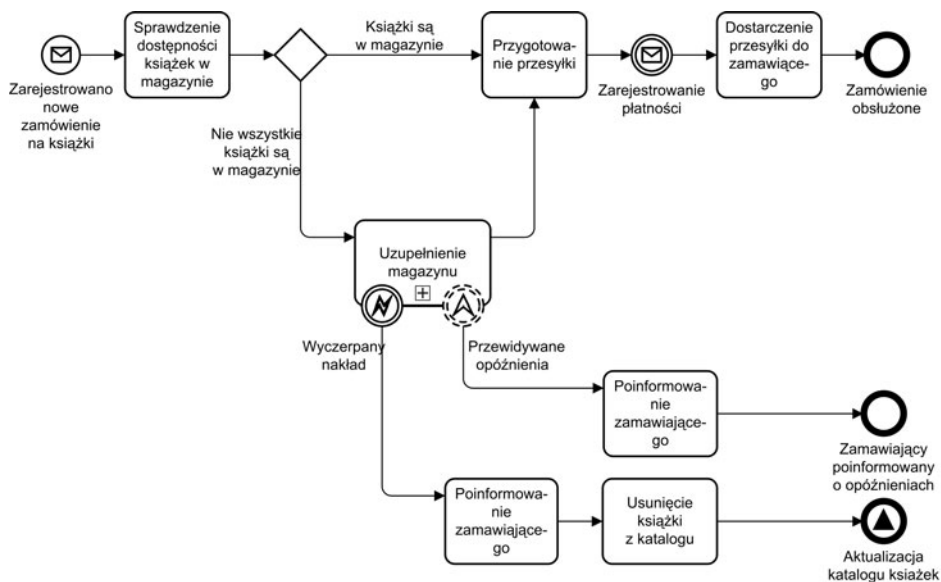 Zarejestrowano
nowe
zamówienie
na książki
Sprawdzenie
dostępności
książek w
magazynie
Książki są
w magazynie
Nie wszystkie
książki są
w magazynie
Przygotowa-
nie przesyłki
Zarejestrowanie
płatności
Dostarczenie
przesyłki do
zamawiące-
go
Zamówienie
obsłużone
Uzupełnienie
magazynu
Wyczerpany
nakład
Przewidywane
opóźnienia
Poinformowa-
nie
zamawiające-
go
Zamawiający
poinformowany
o opóźnieniach
Poinformowa-
nie
zamawiające-
go
Usunięcie
książki
z katalogu
Aktualizacja
katalogu ksiażek